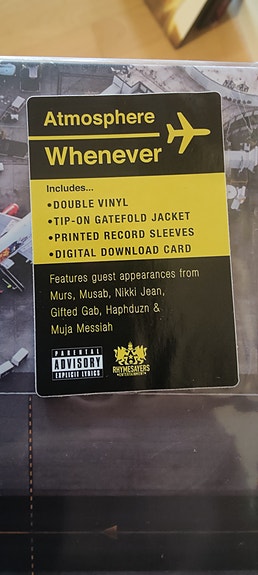 Atmosphere
Whenever
Includes...
•DOUBLE VINYL
•TIP-ON GATEFOLD JACKET
•PRINTED RECORD SLEEVES
•DIGITAL DOWNLOAD CARD
Features guest appearances from
Murs, Musab, Nikki Jean,
Gifted Gab, Haphduzn &
Muja Messiah
PARENTAL
ADVISORY
EXPLICIT LYRICS
RHYMESAYERS
ENTERTAINMENT